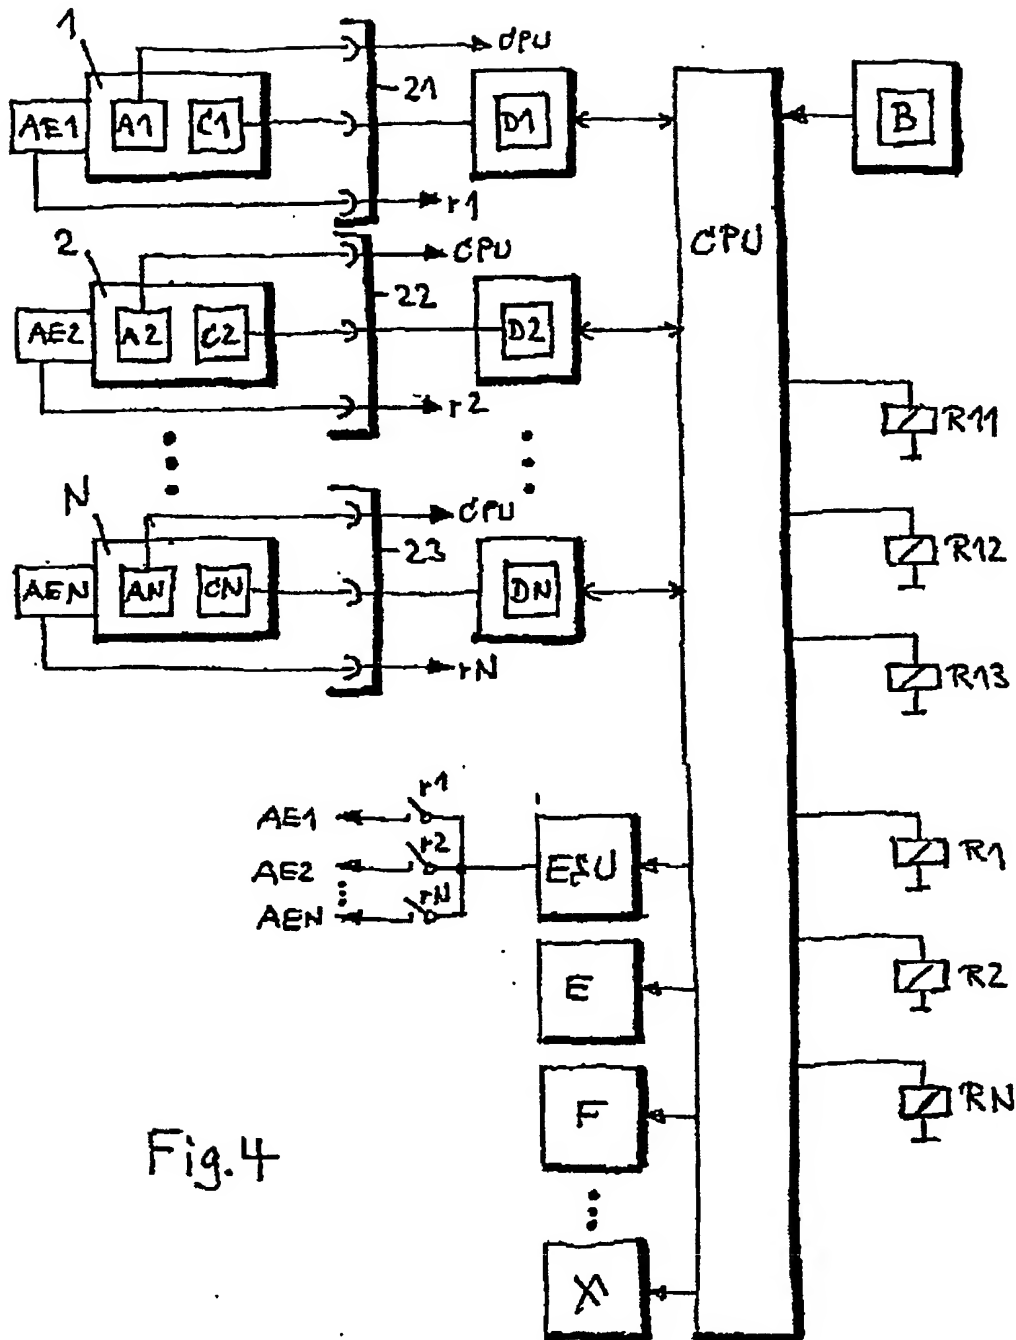 1
CPU
AE1
A1
C1
21
D1
CPU
B
r1
2
CPU
AE2
A2
C2
22
D2
r2
R11
N
CPU
AEN
AN
CN
23
DN
R12
rN
R13
r1
AE1
r2
AE2
ESU
R1
rN
AEN
E
R2
F
RN
Fig.4
X1